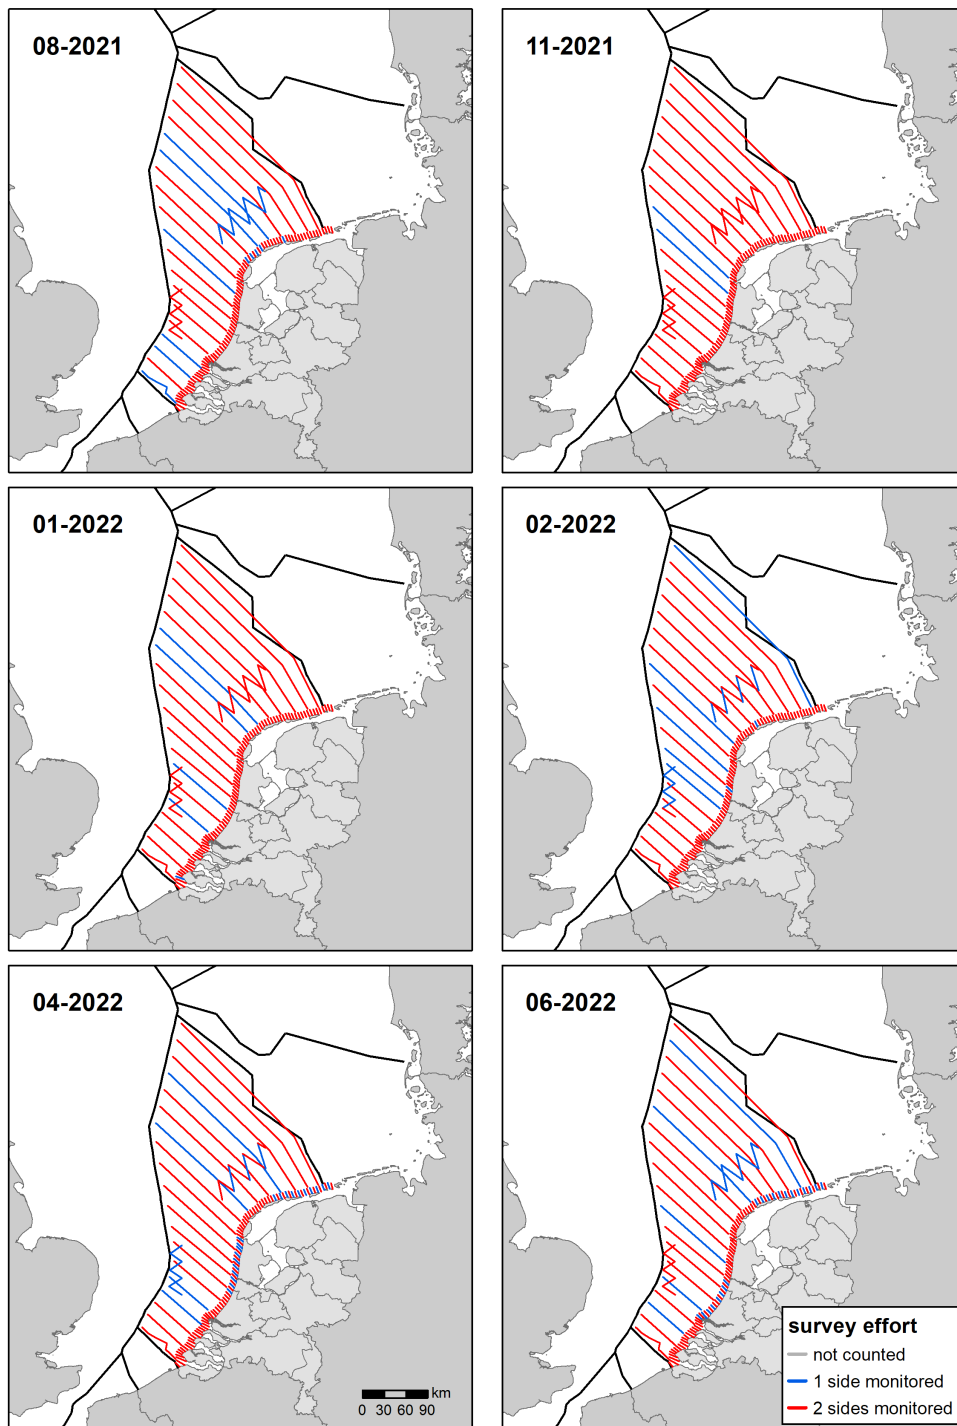 08-2021
11-2021
01-2022
02-2022
04-2022
06-2022
km
0 30 60 90
survey effort
not counted
1 side monitored
2 sides monitored